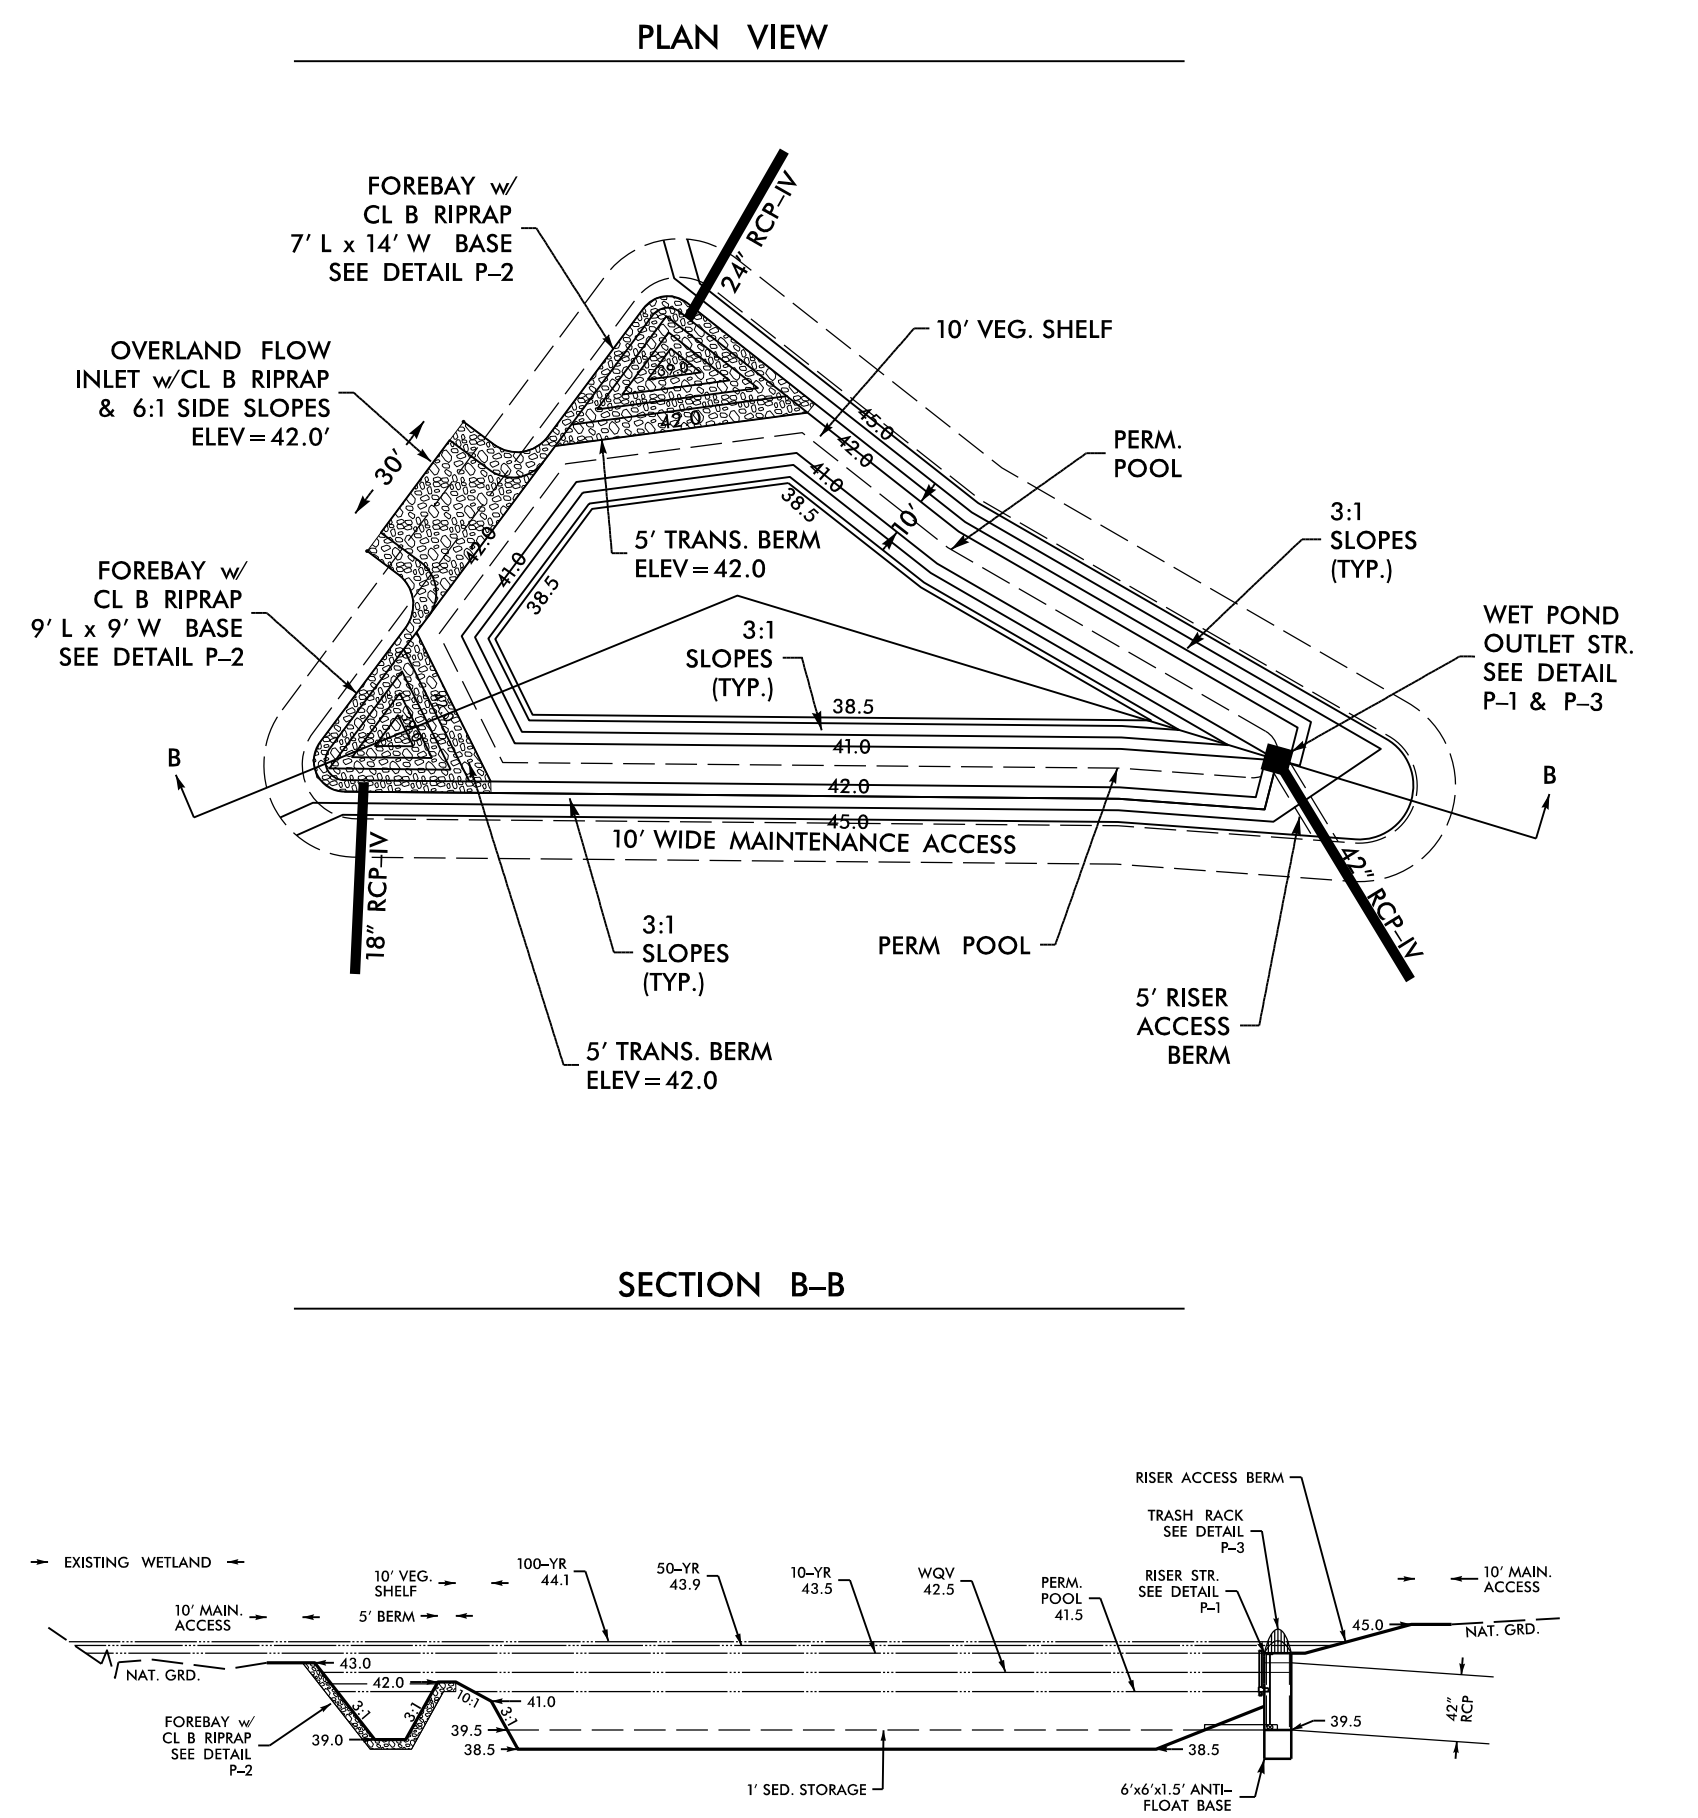 PLAN VIEW
FOREBAY w/
CL B RIPRAP
7' L x 14' W BASE
SEE DETAIL P–2
24" RCP–IV
OVERLAND FLOW
INLET w/CL B RIPRAP
& 6:1 SIDE SLOPES
ELEV=42.0'
30'
10' VEG. SHELF
39.0
42.0
45.0
42.0
41.0
38.5
10'
PERM.
POOL
3:1
SLOPES
(TYP.)
42.0
41.0
38.5
5' TRANS. BERM
ELEV=42.0
FOREBAY w/
CL B RIPRAP
9' L x 9' W BASE
SEE DETAIL P–2
WET POND
OUTLET STR.
SEE DETAIL
P–1 & P–3
3:1
SLOPES
(TYP.)
42.0
38.5
41.0
42.0
45.0
10' WIDE MAINTENANCE ACCESS
B
B
18" RCP–IV
42" RCP–IV
3:1
SLOPES
(TYP.)
PERM POOL
5' RISER
ACCESS
BERM
5' TRANS. BERM
ELEV=42.0
SECTION B–B
RISER ACCESS BERM
TRASH RACK
SEE DETAIL
P–3
EXISTING WETLAND
10' VEG.
SHELF
100–YR
44.1
50–YR
43.9
10–YR
43.5
WQV
42.5
PERM.
POOL
41.5
RISER STR.
SEE DETAIL
P–1
10' MAIN.
ACCESS
10' MAIN.
ACCESS
5' BERM
45.0
NAT. GRD.
NAT. GRD.
43.0
42.0
10:1
41.0
3:1
3:1
3:1
39.5
38.5
39.0
FOREBAY w/
CL B RIPRAP
SEE DETAIL
P–2
39.5
38.5
42"
RCP
1' SED. STORAGE
6'x6'x1.5' ANTI–
FLOAT BASE